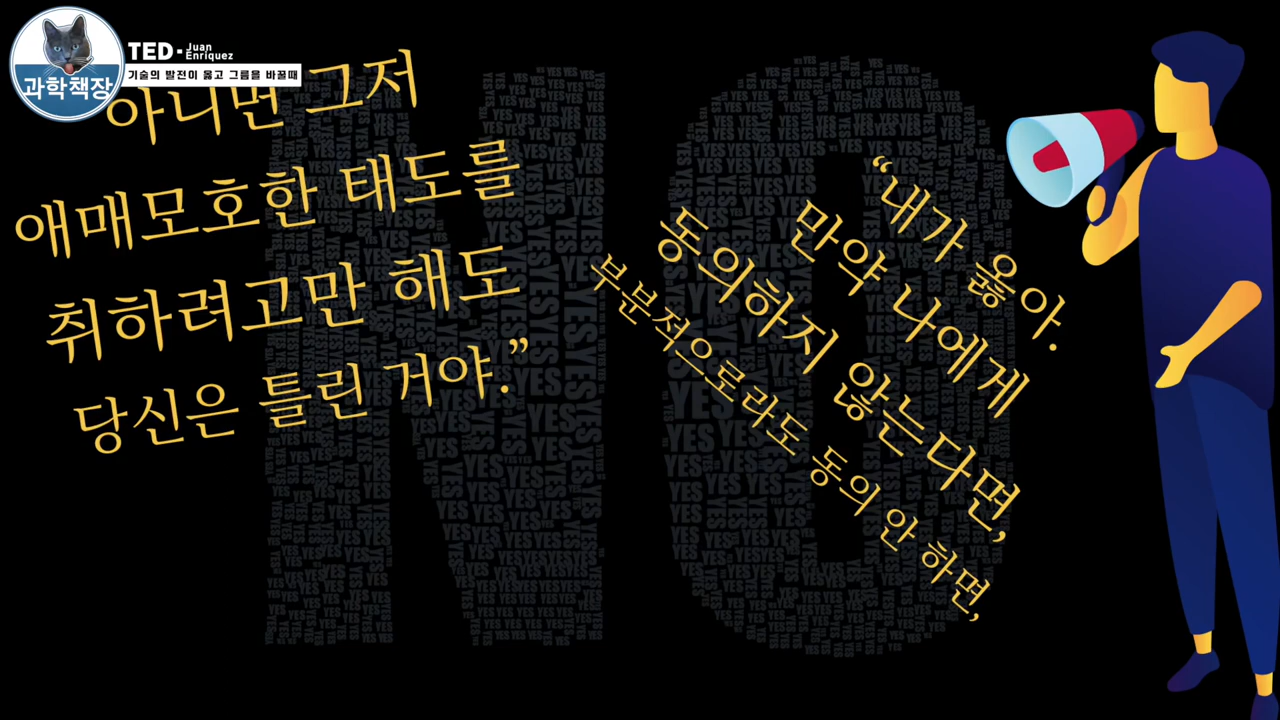 과학책장
TED - Juan Enriquez
기술의 발전이 옳고 그름을 바꿀때
“내가 옳아.
만약 나에게
동의하지 않는다면,
부분적으로라도 동의 안 하면,
아니면 그저
애매모호한 태도를
취하려고만 해도
당신은 틀린 거야.”
NO
YES